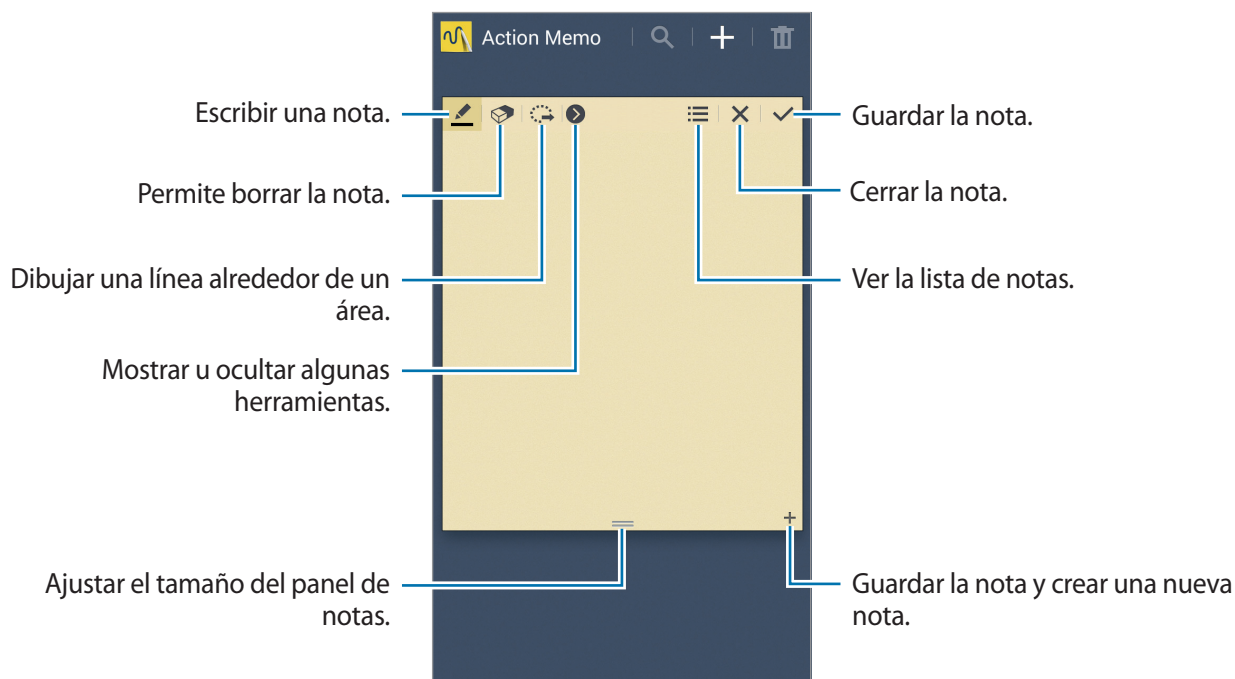 Action Memo
Escribir una nota.
Permite borrar la nota.
Dibujar una línea alrededor de un
área.
Mostrar u ocultar algunas
herramientas.
Ajustar el tamaño del panel de
notas.
Guardar la nota.
Cerrar la nota.
Ver la lista de notas.
Guardar la nota y crear una nueva
nota.